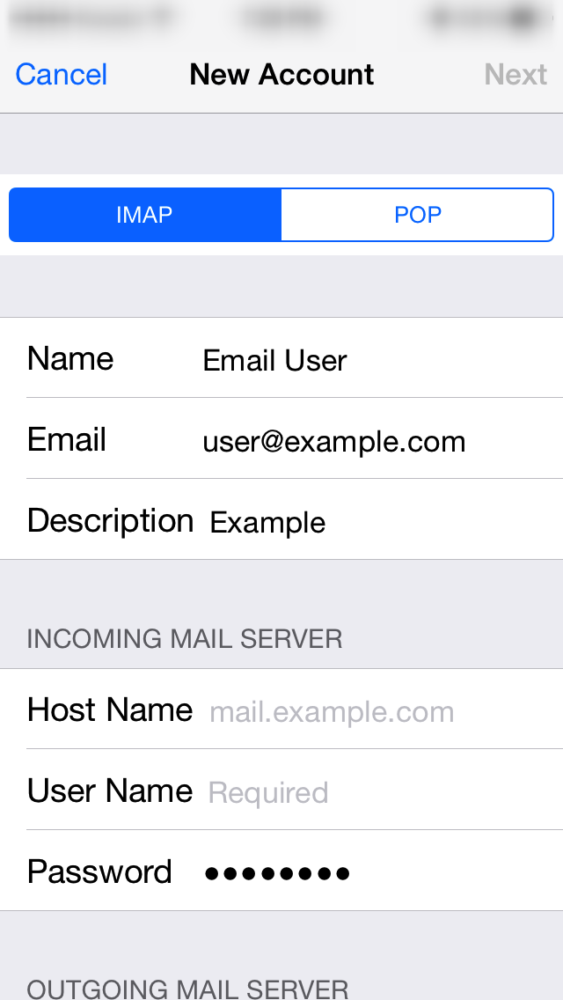 Cancel New Account Next
IMAP POP
Name Email User
Email user@example.com
Description Example
INCOMING MAIL SERVER
Host Name mail.example.com
User Name Required
Password ●●●●●●●●
OUTGOING MAIL SERVER